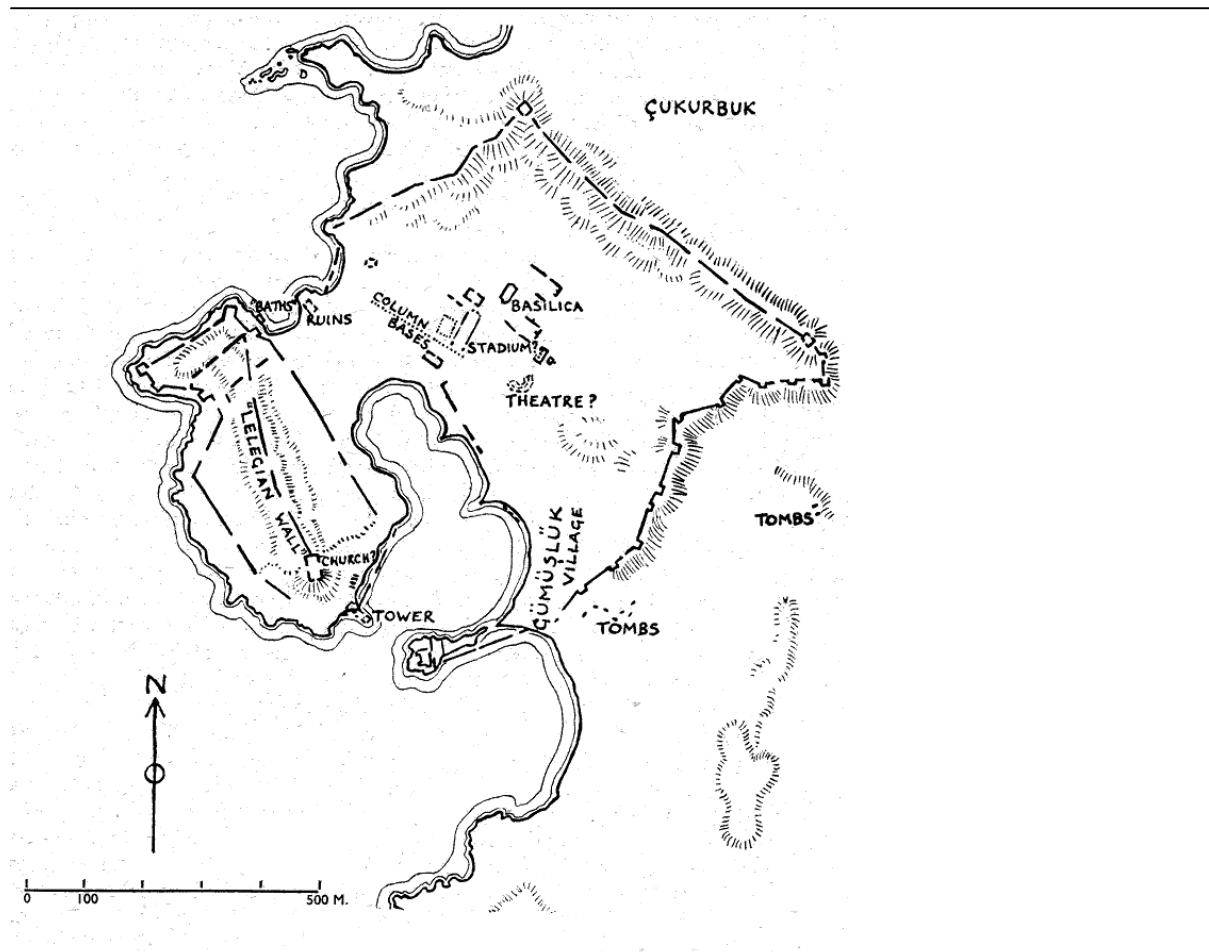 ÇUKURBUK
"BATHS"
RUINS
COLUMN
BASES
BASILICA
STADIUM?
THEATRE?
"LELEGIAN
WALL"
CHURCH?
TOWER
GÜMÜŞLÜK
VILLAGE
TOMBS
TOMBS
N
0 100 500 M.